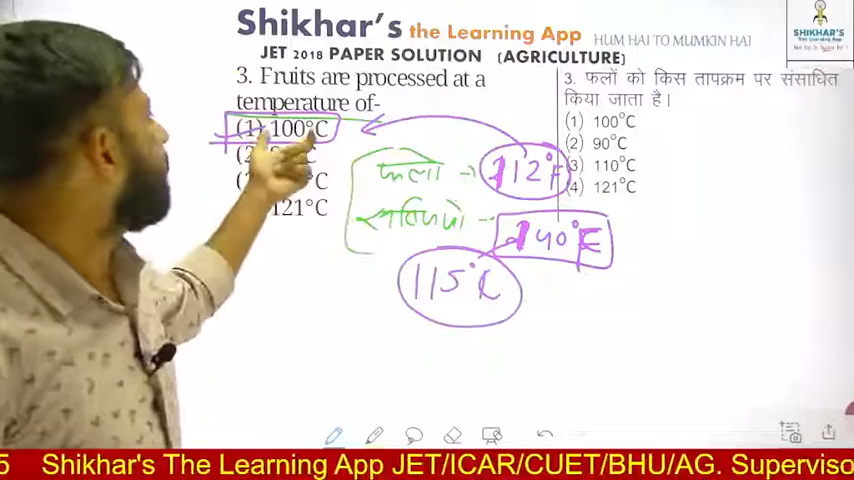 Shikhar's the Learning App HUM HAI TO MUMKIN HAI
SHIKHAR'S
JET 2018 PAPER SOLUTION (AGRICULTURE)
3. Fruits are processed at a
temperature of-
(1) 100°C
(2 C
( °C
121°C
3. फलों को किस तापक्रम पर संसाधित
किया जाता है।
(1) 100°C
(2) 90°C
(3) 110°C
(4) 121°C
212°F
240°F
115°C
5 Shikhar's The Learning App JET/ICAR/CUET/BHU/AG. Superviso